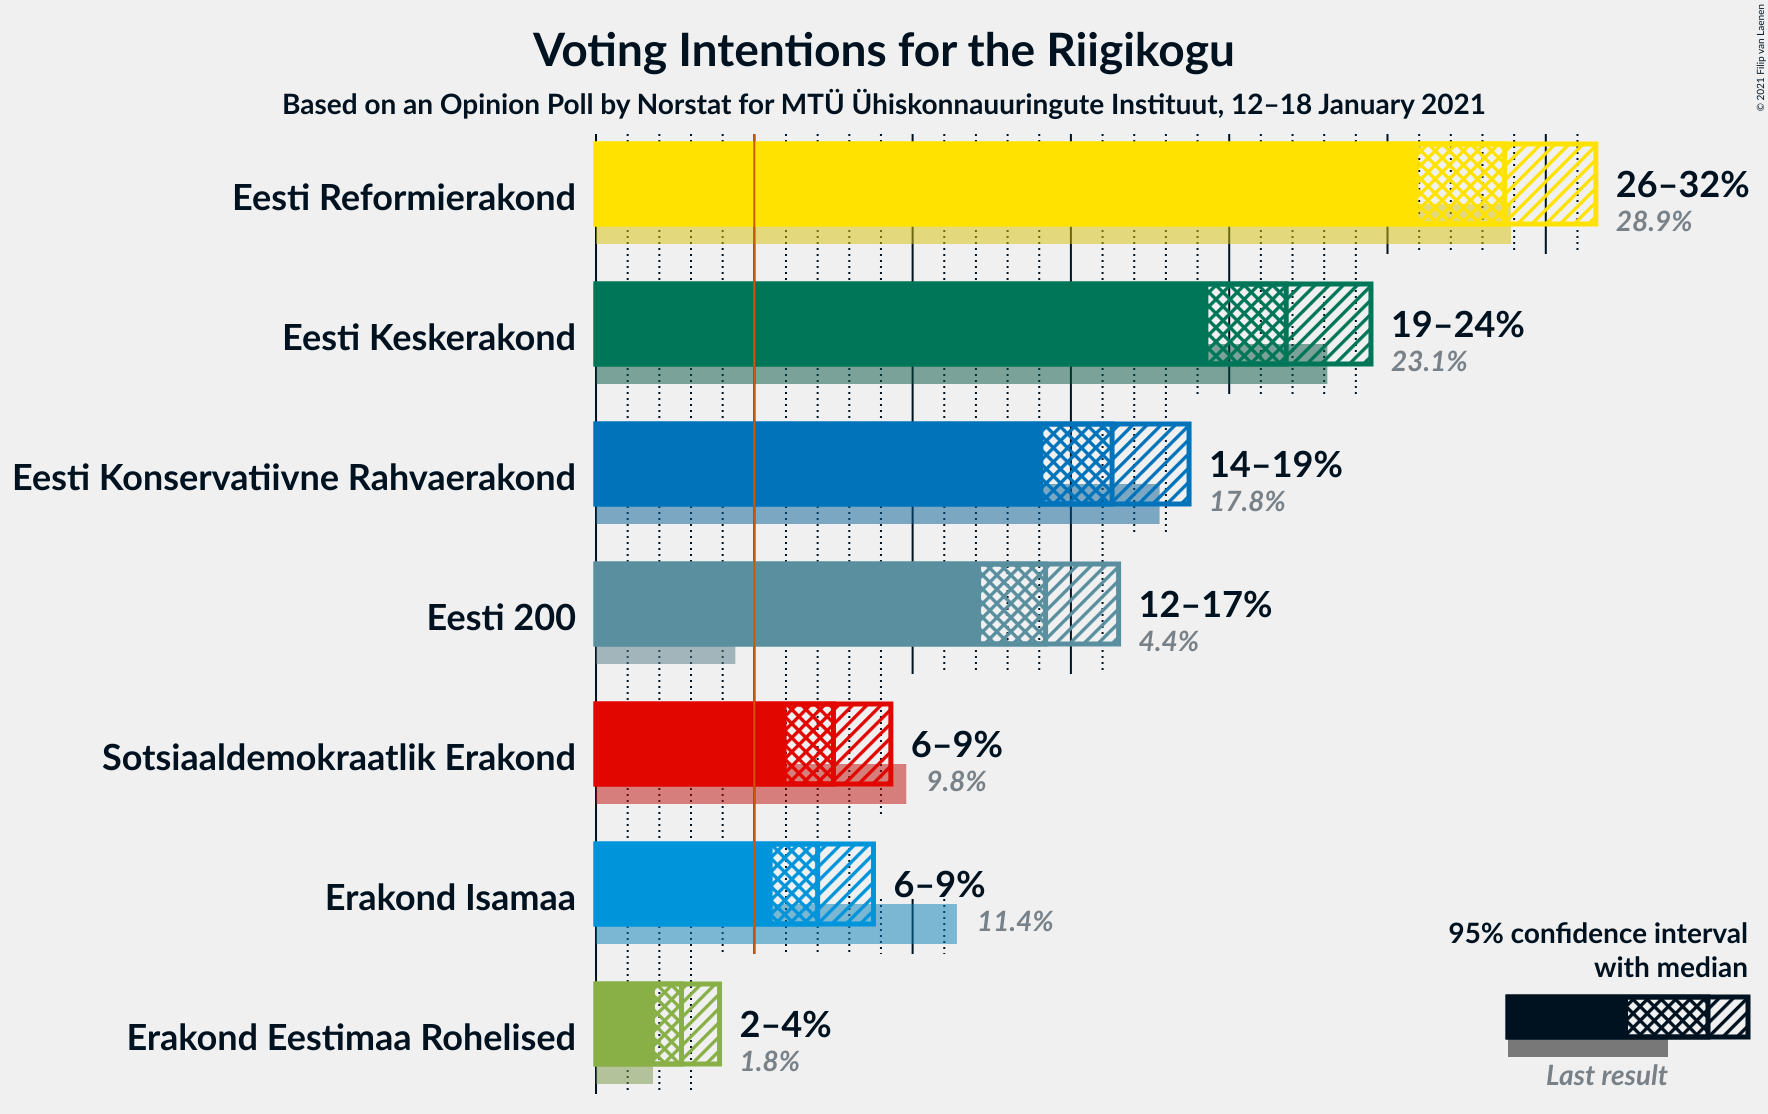 Voting Intentions for the Riigikogu
Based on an Opinion Poll by Norstat for MTÜ Ühiskonnauuringute Instituut, 12–18 January 2021
© 2021 Filip van Laenen
Eesti Reformierakond
26–32%
28.9%
Eesti Keskerakond
19–24%
23.1%
Eesti Konservatiivne Rahvaerakond
14–19%
17.8%
Eesti 200
12–17%
4.4%
Sotsiaaldemokraatlik Erakond
6–9%
9.8%
Erakond Isamaa
6–9%
11.4%
Erakond Eestimaa Rohelised
2–4%
1.8%
95% confidence interval
with median
Last result